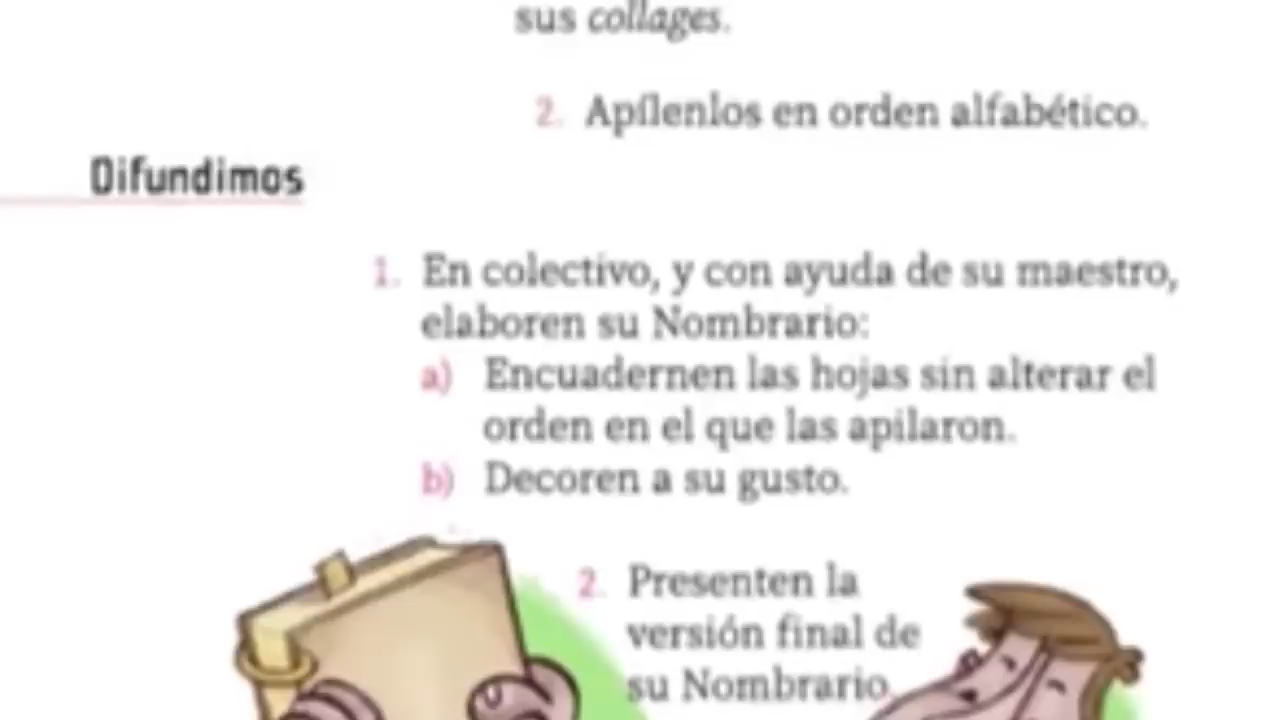 sus collages.
2. Apílenlos en orden alfabético.
Difundimos
1. En colectivo, y con ayuda de su maestro,
elaboren su Nombrario:
a) Encuadernen las hojas sin alterar el
orden en el que las apilaron.
b) Decoren a su gusto.
2. Presenten la
versión final de
su Nombrario.